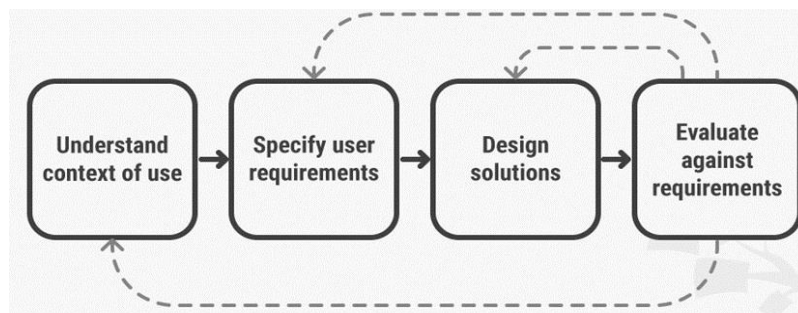 Understand
context of use
Specify user
requirements
Design
solutions
Evaluate
against
requirements